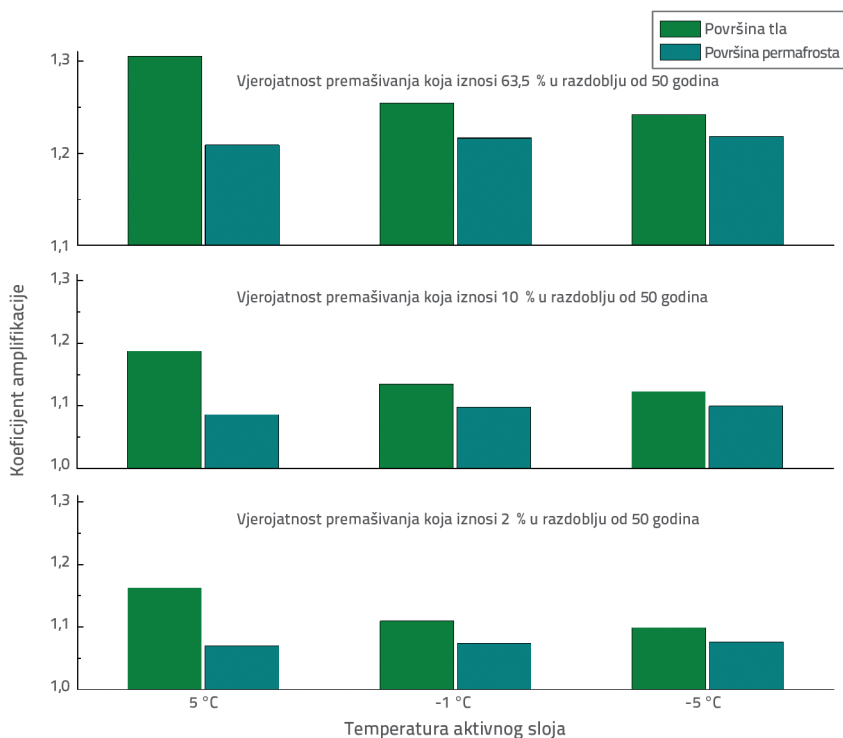 Površina tla
Površina permafrosta
Koeficijent amplifikacije
Vjerojatnost premašivanja koja iznosi 63,5 % u razdoblju od 50 godina
1,3
1,2
1,1
Vjerojatnost premašivanja koja iznosi 10 % u razdoblju od 50 godina
1,3
1,2
1,1
1,0
Vjerojatnost premašivanja koja iznosi 2 % u razdoblju od 50 godina
1,3
1,2
1,1
1,0
5 °C
-1 °C
-5 °C
Temperatura aktivnog sloja